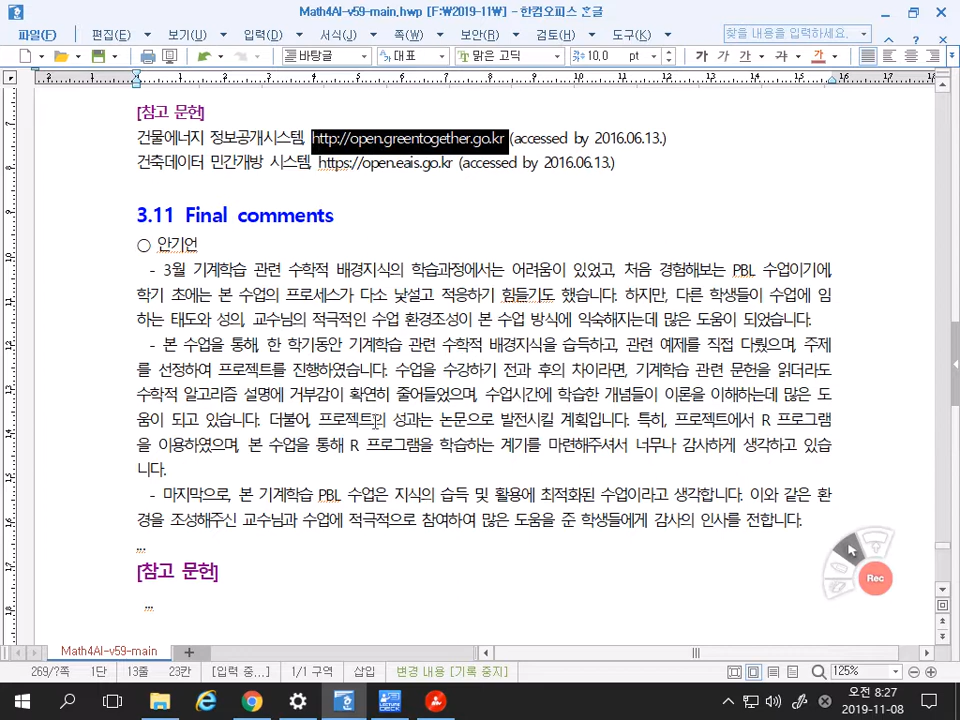 Math4AI-v59-main.hwp [F:₩2019-11₩] - 한컴오피스 한글
파일(F) 편집(E) 보기(U) 입력(D) 서식(J) 쪽(W) 보안(R) 검토(H) 도구(K) 찾을 내용을 입력하세요.
바탕글 대표 맑은 고딕 10.0 pt 가 가 가 가 가
2 1 1 2 3 4 5 6 7 8 9 10 11 12 13 14 15 16 17 18
[참고 문헌]
건물에너지 정보공개시스템, http://open.greentogether.go.kr (accessed by 2016.06.13.)
건축데이터 민간개방 시스템, https://open.eais.go.kr (accessed by 2016.06.13.)
3.11 Final comments
○ 안기언
- 3월 기계학습 관련 수학적 배경지식의 학습과정에서는 어려움이 있었고, 처음 경험해보는 PBL 수업이기에,
학기 초에는 본 수업의 프로세스가 다소 낯설고 적응하기 힘들기도 했습니다. 하지만, 다른 학생들이 수업에 임
하는 태도와 성의, 교수님의 적극적인 수업 환경조성이 본 수업 방식에 익숙해지는데 많은 도움이 되었습니다.
- 본 수업을 통해, 한 학기동안 기계학습 관련 수학적 배경지식을 습득하고, 관련 예제를 직접 다뤘으며, 주제
를 선정하여 프로젝트를 진행하였습니다. 수업을 수강하기 전과 후의 차이라면, 기계학습 관련 문헌을 읽더라도
수학적 알고리즘 설명에 거부감이 확연히 줄어들었으며, 수업시간에 학습한 개념들이 이론을 이해하는데 많은 도
움이 되고 있습니다. 더불어, 프로젝트의 성과는 논문으로 발전시킬 계획입니다. 특히, 프로젝트에서 R 프로그램
을 이용하였으며, 본 수업을 통해 R 프로그램을 학습하는 계기를 마련해주셔서 너무나 감사하게 생각하고 있습
니다.
- 마지막으로, 본 기계학습 PBL 수업은 지식의 습득 및 활용에 최적화된 수업이라고 생각합니다. 이와 같은 환
경을 조성해주신 교수님과 수업에 적극적으로 참여하여 많은 도움을 준 학생들에게 감사의 인사를 전합니다.
...
[참고 문헌]
...
Rec
Math4AI-v59-main
269/?쪽 1단 13줄 23칸 [입력 중...] 1/1 구역 삽입 변경 내용 [기록 중지] 125%
오전 8:27
2019-11-08